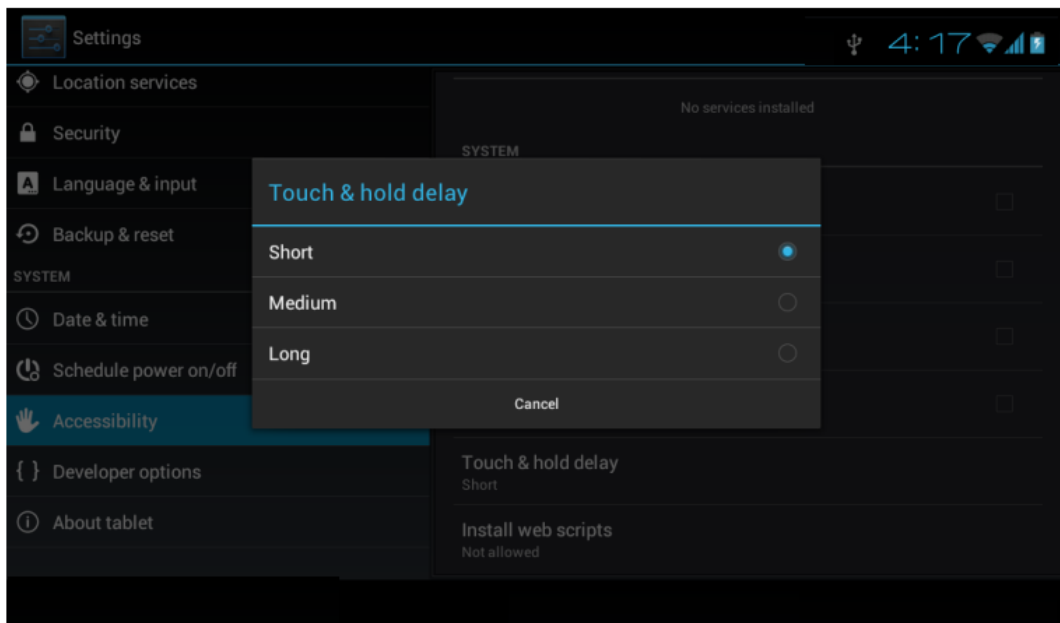 Settings
4:17
Location services
Security
Language & input
Backup & reset
SYSTEM
Date & time
Schedule power on/off
Accessibility
{ } Developer options
About tablet
No services installed
SYSTEM
Touch & hold delay
Short
Medium
Long
Cancel
Touch & hold delay
Short
Install web scripts
Not allowed